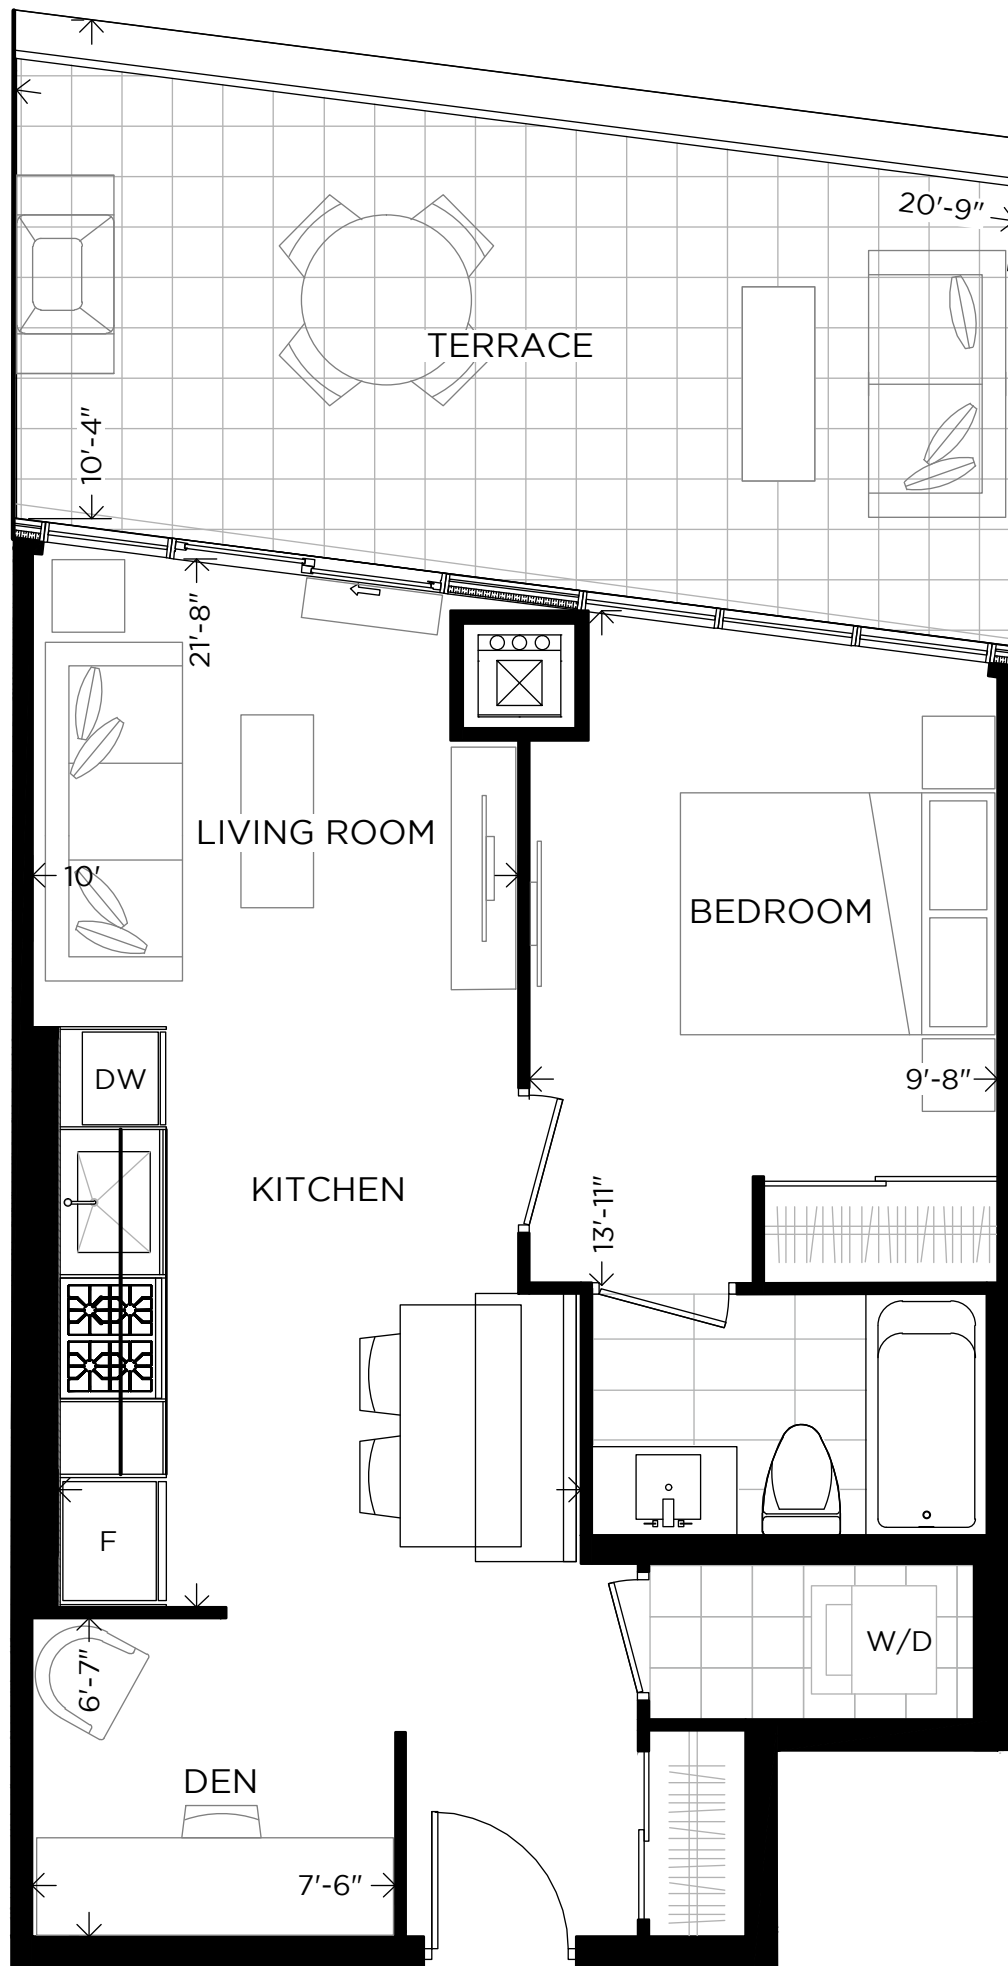 20'-9"
TERRACE
10'-4"
21'-8"
LIVING ROOM
10'
BEDROOM
DW
9'-8"
KITCHEN
13'-11"
F
W/D
6'-7"
DEN
7'-6"